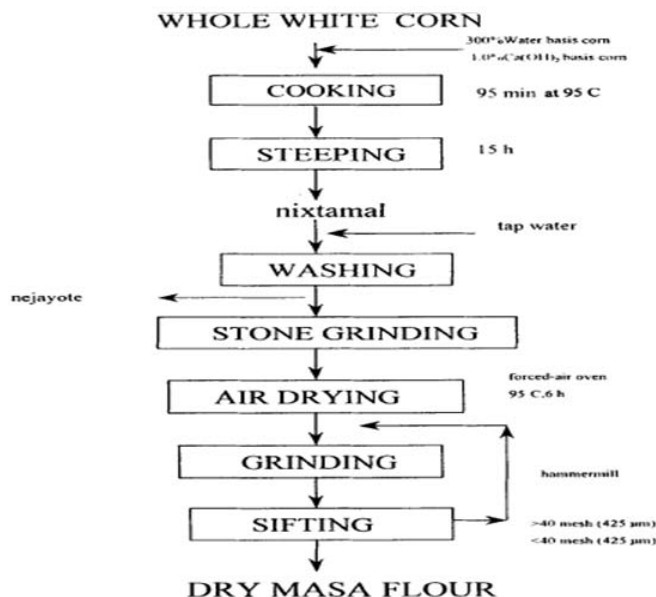 WHOLE WHITE CORN
300% Water basis corn
1.0% Ca(OH)₂ basis corn
COOKING
95 min at 95 C
STEEPING
15 h
nixtamal
tap water
WASHING
nejayote
STONE GRINDING
forced-air oven
AIR DRYING
95 C,6 h
GRINDING
hammermill
SIFTING
>40 mesh (425 µm)
<40 mesh (425 µm)
DRY MASA FLOUR